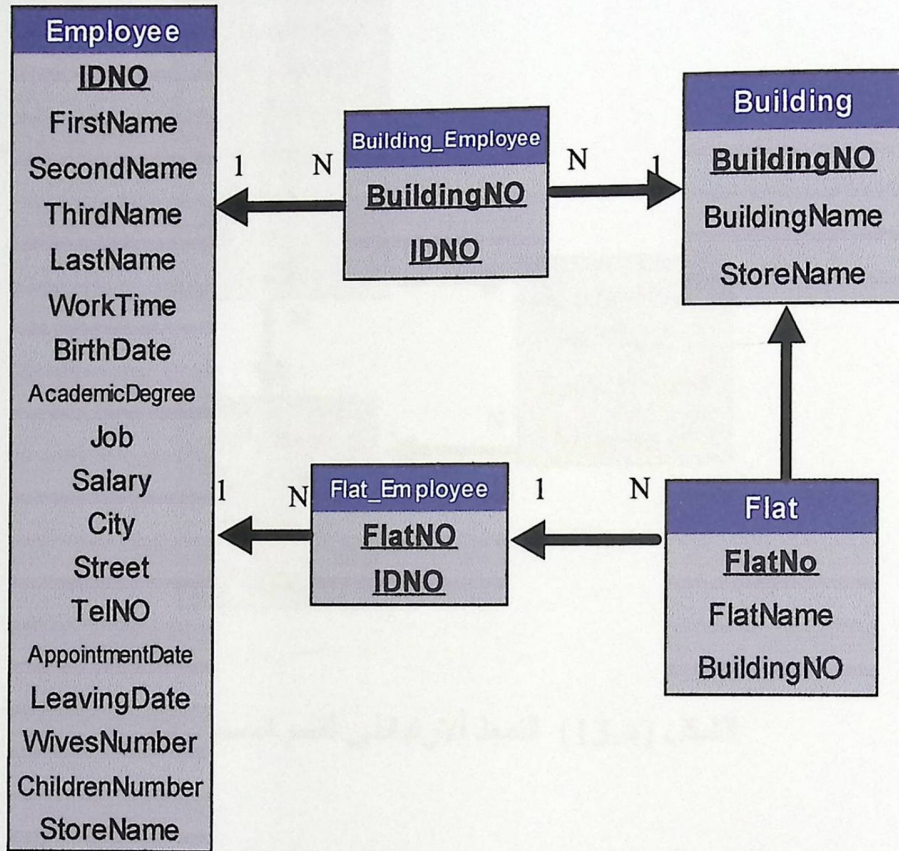 Employee
IDNO
FirstName
SecondName
ThirdName
LastName
WorkTime
BirthDate
AcademicDegree
Job
Salary
City
Street
TelNO
AppointmentDate
LeavingDate
WivesNumber
ChildrenNumber
StoreName
1
N
Building_Employee
BuildingNO
IDNO
N
1
Building
BuildingNO
BuildingName
StoreName
1
N
Flat_Employee
FlatNO
IDNO
1
N
Flat
FlatNo
FlatName
BuildingNO